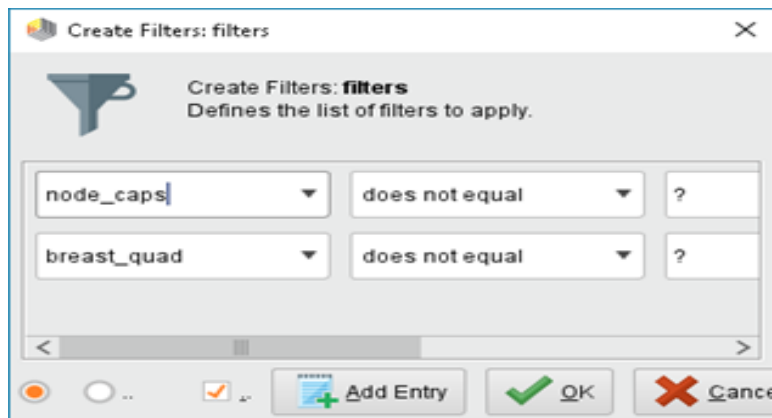 Create Filters: filters
Create Filters: filters
Defines the list of filters to apply.
node_caps does not equal ?
breast_quad does not equal ?
Add Entry OK Cance